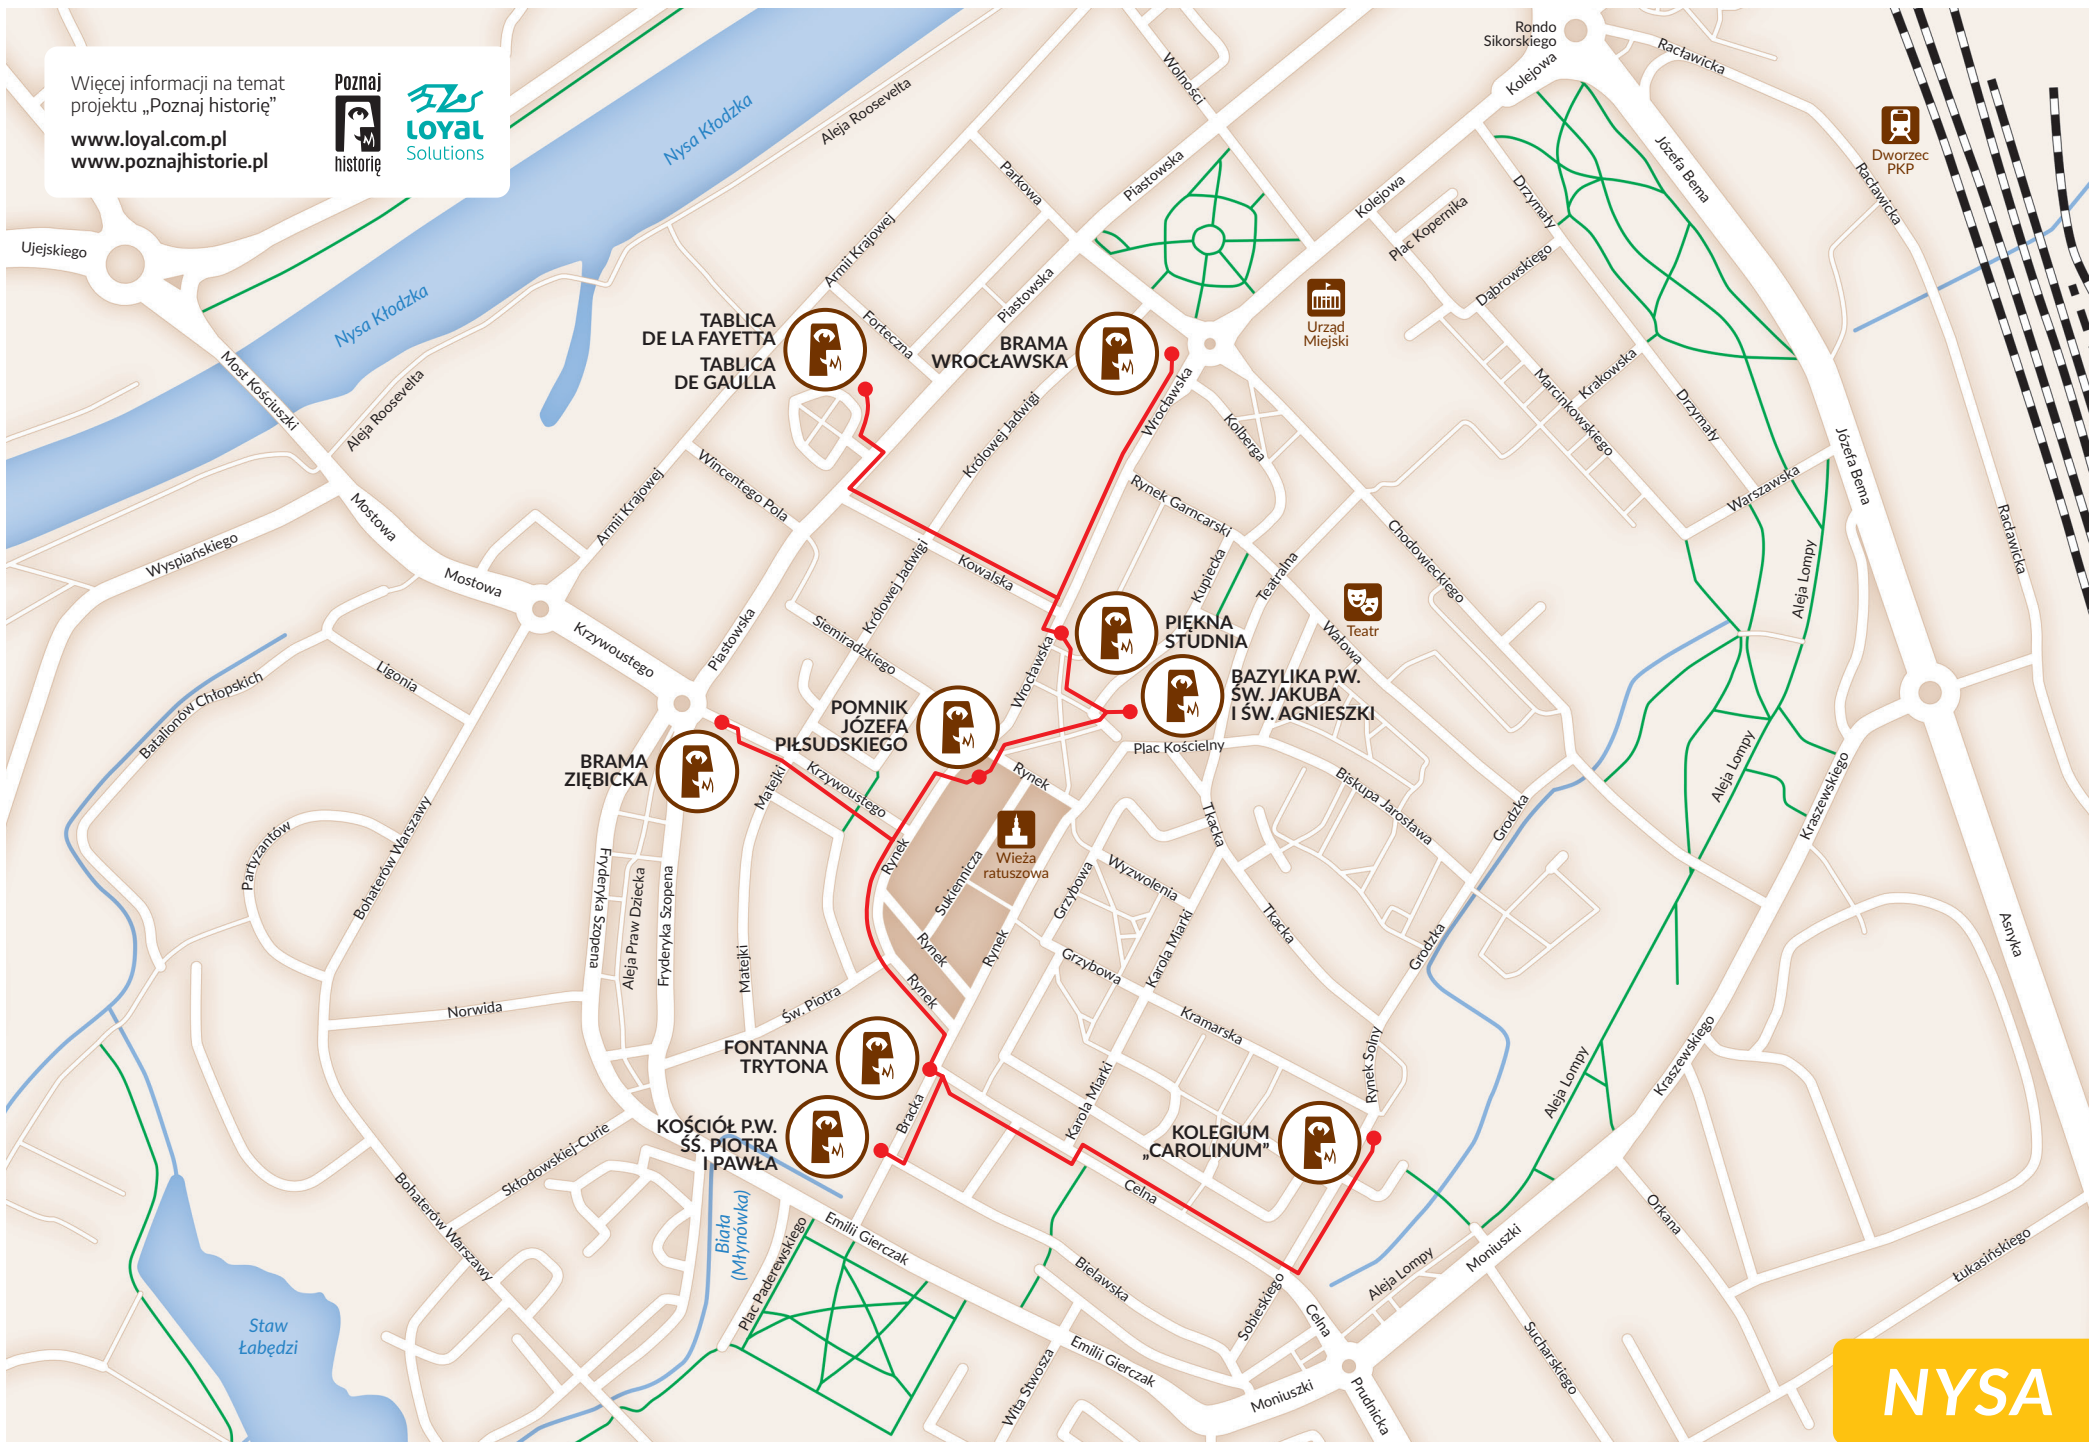 Więcej informacji na temat
projektu „Poznaj historię”
www.loyal.com.pl
www.poznajhistorie.pl
Poznaj
historię
LOYAL
Solutions
Rondo
Sikorskiego
Racławicka
Kolejowa
Wolności
Aleja Roosevelta
Nysa Kłodzka
Józefa Bema
Dworzec
PKP
Racławicka
Piastowska
Parkowa
Kolejowa
Drzymały
Plac Kopernika
Ujejskiego
Armii Krajowej
Dąbrowskiego
Nysa Kłodzka
Piastowska
Urząd
Miejski
TABLICA
DE LA FAYETTA
TABLICA
DE GAULLA
Forteczna
BRAMA
WROCŁAWSKA
Most Kościuszki
Aleja Roosevelta
Wrocławska
Kolberga
Królowej Jadwigi
Marcinkowskiego
Krakowska
Drzymały
Józefa Bema
Wincentego Pola
Armii Krajowej
Rynek Garncarski
Warszawska
Mostowa
Wyspiańskiego
Mostowa
Królowej Jadwigi
Kowalska
Kupiecka
Teatralna
Chodowieckiego
Aleja Lompy
Racławicka
Krzywoustego
Piastowska
Siemiradzkiego
Wrocławska
PIĘKNA
STUDNIA
Teatr
Wałowa
Ligonia
Batalionów Chłopskich
BAZYLIKA P.W.
ŚW. JAKUBA
I ŚW. AGNIESZKI
POMNIK
JÓZEFA
PIŁSUDSKIEGO
Plac Kościelny
BRAMA
ZIĘBICKA
Matejki
Krzywoustego
Rynek
Biskupa Jarosława
Aleja Lompy
Kraszewskiego
Grodzka
Tkacka
Partyzantów
Bohaterów Warszawy
Rynek
Sukiennicza
Wieża
ratuszowa
Wyzwolenia
Grzybowa
Fryderyka Szopena
Aleja Praw Dziecka
Fryderyka Szopena
Matejki
Rynek
Rynek
Rynek
Karola Miarki
Tkacka
Grodzka
Grzybowa
Asnyka
Norwida
Św. Piotra
Kramarska
Rynek Solny
FONTANNA
TRYTONA
Karola Miarki
Aleja Lompy
Kraszewskiego
Bracka
KOŚCIÓŁ P.W.
ŚŚ. PIOTRA
I PAWŁA
KOLEGIUM
„CAROLINUM”
Skłodowskiej-Curie
Bohaterów Warszawy
Biała
(Młynówka)
Plac Paderewskiego
Emilii Gierczak
Celna
Bielawska
Orkana
Moniuszki
Aleja Lompy
Łukasińskiego
Staw
Łabędzi
Sobieskiego
Celna
Emilii Gierczak
Wita Stwosza
Moniuszki
Prudnicka
Sucharskiego
NYSA